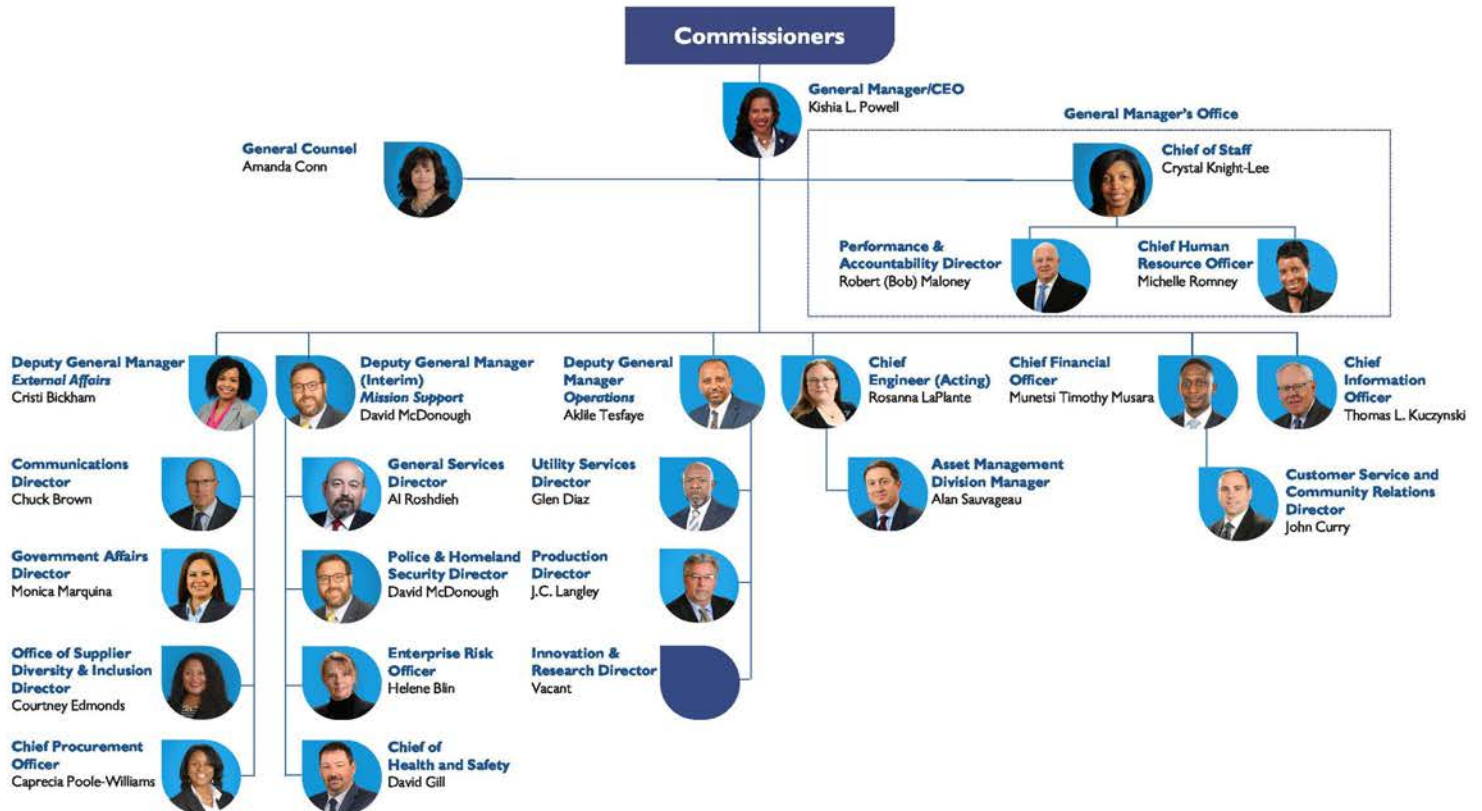 Commissioners
General Manager/CEO
Kishia L. Powell
General Manager's Office
General Counsel
Amanda Conn
Chief of Staff
Crystal Knight-Lee
Performance &
Accountability Director
Robert (Bob) Maloney
Chief Human
Resource Officer
Michelle Romney
Deputy General Manager
External Affairs
Cristi Bickham
Deputy General Manager
(Interim)
Mission Support
David McDonough
Deputy General
Manager
Operations
Aklile Tesfaye
Chief
Engineer (Acting)
Rosanna LaPlante
Chief Financial
Officer
Munetsi Timothy Musara
Chief
Information
Officer
Thomas L. Kuczynski
Communications
Director
Chuck Brown
General Services
Director
Al Roshdieh
Utility Services
Director
Glen Diaz
Asset Management
Division Manager
Alan Sauvageau
Customer Service and
Community Relations
Director
John Curry
Government Affairs
Director
Monica Marquina
Police & Homeland
Security Director
David McDonough
Production
Director
J.C. Langley
Office of Supplier
Diversity & Inclusion
Director
Courtney Edmonds
Enterprise Risk
Officer
Helene Blin
Innovation &
Research Director
Vacant
Chief Procurement
Officer
Caprecia Poole-Williams
Chief of
Health and Safety
David Gill